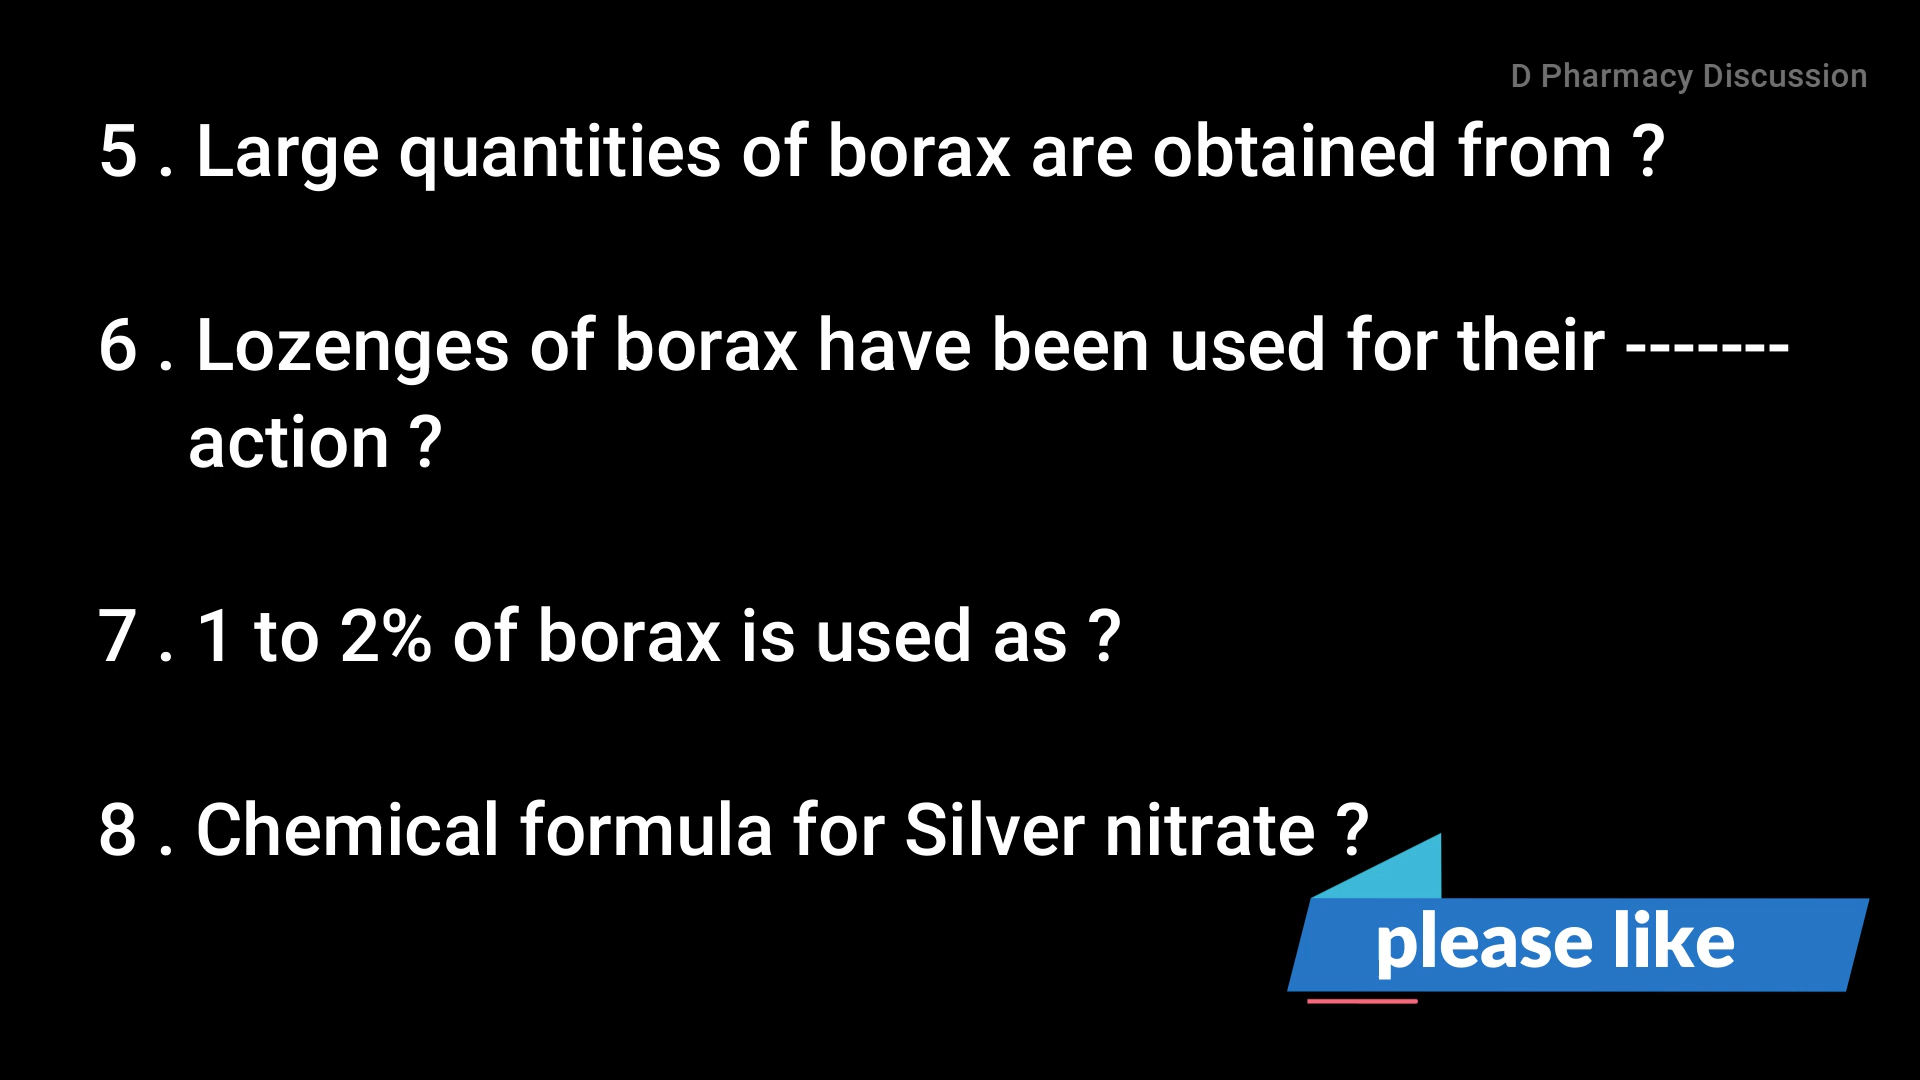 D Pharmacy Discussion
5 . Large quantities of borax are obtained from ?
6 . Lozenges of borax have been used for their -------
action ?
7 . 1 to 2% of borax is used as ?
8 . Chemical formula for Silver nitrate ?
please like